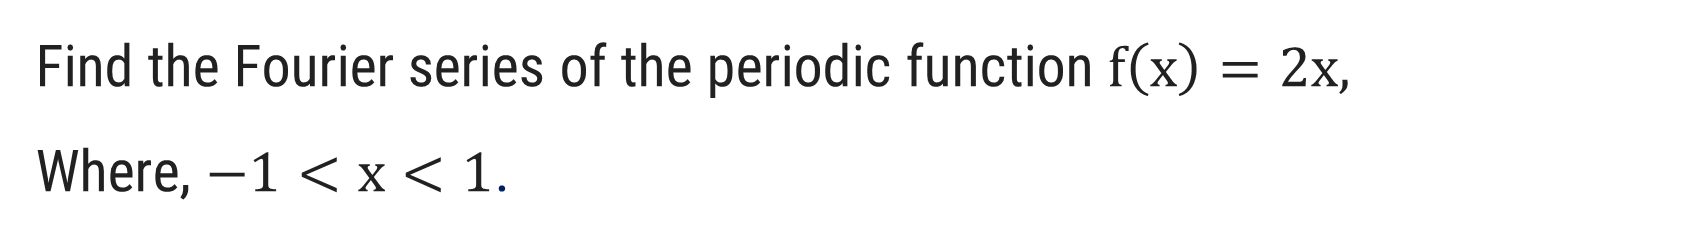 Find the Fourier series of the periodic function f(x) = 2x,
Where, −1 < x < 1.